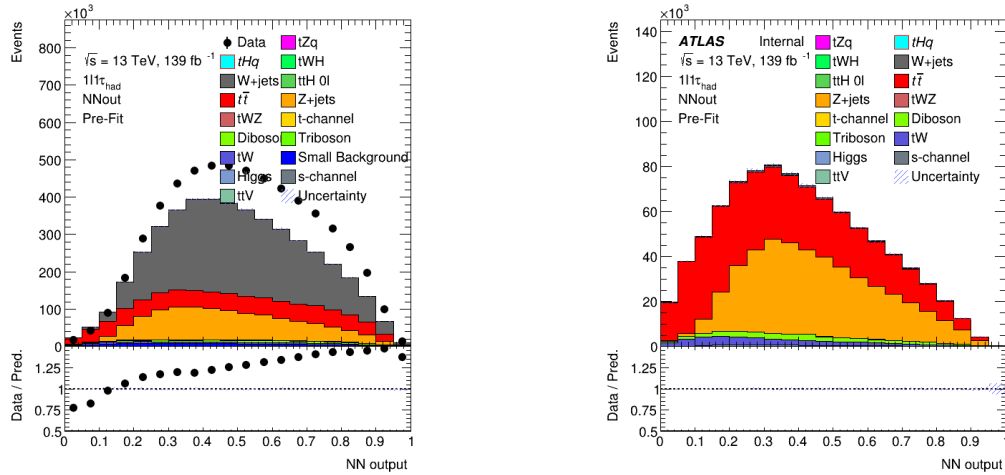 ×10³
Events
800
700
600
500
400
300
200
100
0
√s = 13 TeV, 139 fb⁻¹
1l1τhad
NNout
Pre-Fit
Data
tZq
tHq
tWH
W+jets
ttH 0l
tt̄
Z+jets
tWZ
t-channel
Diboson
Triboson
tW
Small Background
Higgs
s-channel
ttV
Uncertainty
Data / Pred.
1.25
1
0.75
0.5
0 0.1 0.2 0.3 0.4 0.5 0.6 0.7 0.8 0.9 1
NN output
×10³
Events
140
120
100
80
60
40
20
0
ATLAS Internal
√s = 13 TeV, 139 fb⁻¹
1l1τhad
NNout
Pre-Fit
tZq
tHq
tWH
W+jets
ttH 0l
tt̄
Z+jets
tWZ
t-channel
Diboson
Triboson
tW
Higgs
s-channel
ttV
Uncertainty
Data / Pred.
1.25
1
0.75
0.5
0 0.1 0.2 0.3 0.4 0.5 0.6 0.7 0.8 0.9 1
NN output